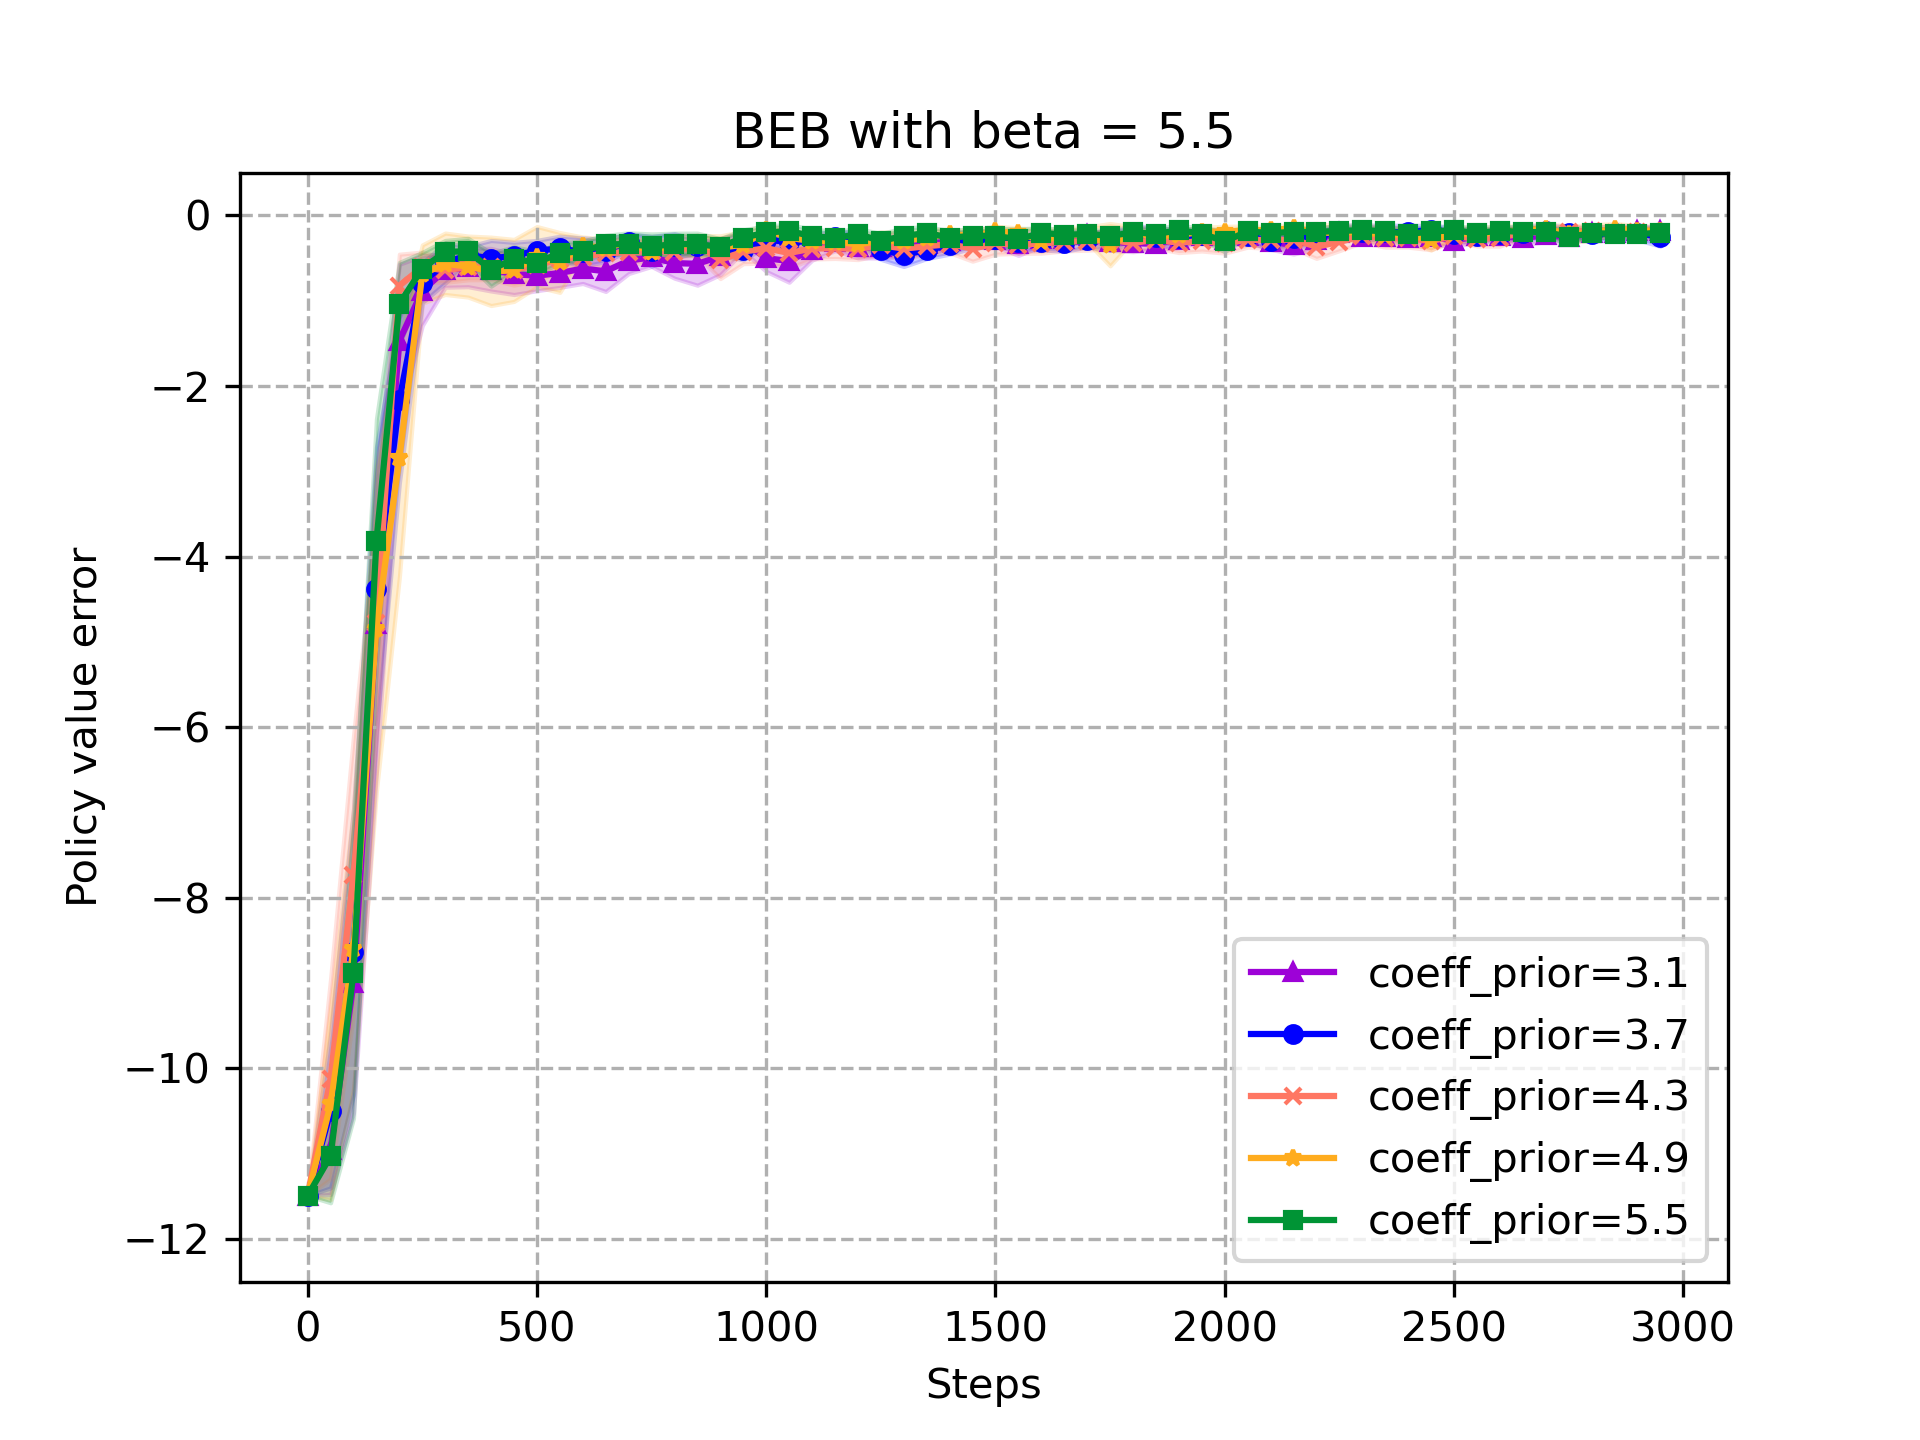 BEB with beta = 5.5
Policy value error
0
−2
−4
−6
−8
−10
−12
coeff_prior=3.1
coeff_prior=3.7
coeff_prior=4.3
coeff_prior=4.9
coeff_prior=5.5
0 500 1000 1500 2000 2500 3000
Steps